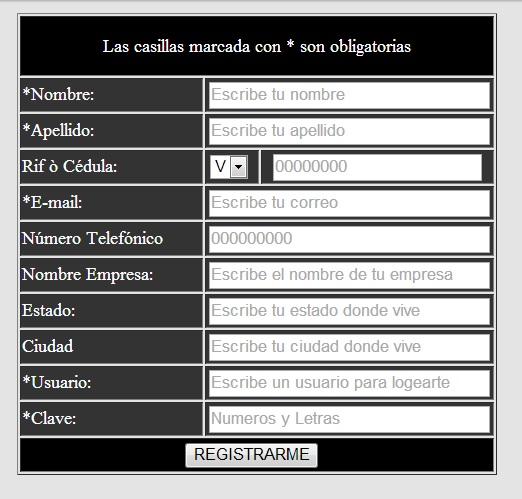 Las casillas marcada con * son obligatorias
*Nombre: Escribe tu nombre
*Apellido: Escribe tu apellido
Rif ò Cédula: V 00000000
*E-mail: Escribe tu correo
Número Telefónico 000000000
Nombre Empresa: Escribe el nombre de tu empresa
Estado: Escribe tu estado donde vive
Ciudad Escribe tu ciudad donde vive
*Usuario: Escribe un usuario para logearte
*Clave: Numeros y Letras
REGISTRARME